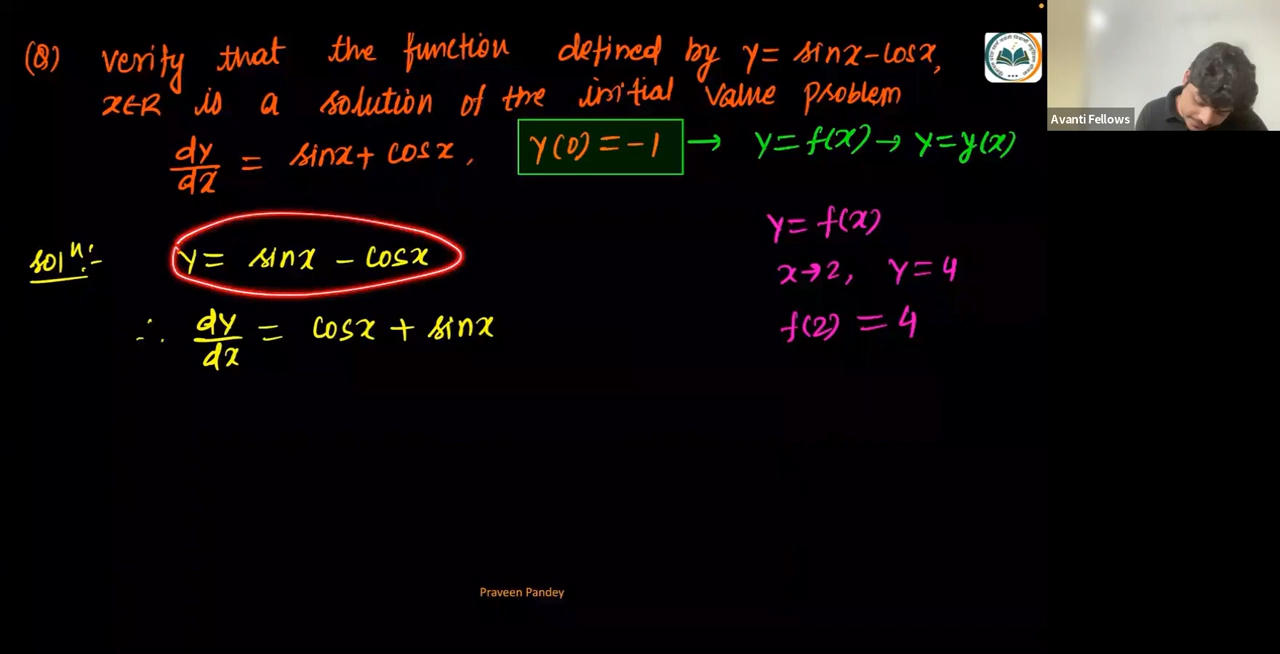 (Q) verify that the function defined by y = sinx - cosx,
x∈R is a solution of the initial value problem
dy/dx = sinx + cosx, y(0) = -1 → y = f(x) → y = y(x)
Avanti Fellows
y = f(x)
Solⁿ:- y = sinx - cosx
x→2, y = 4
∴ dy/dx = cosx + sinx
f(2) = 4
Praveen Pandey